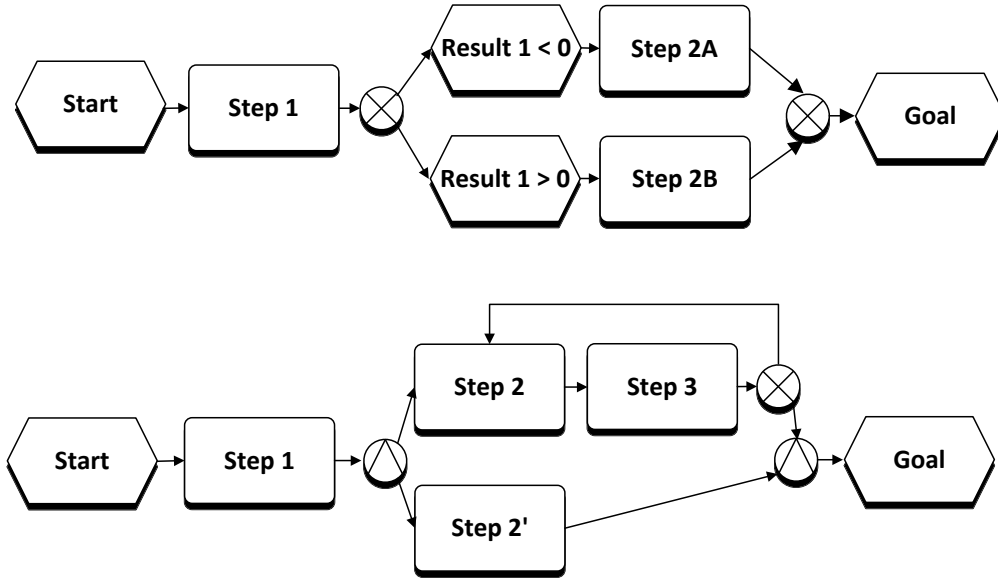 Start
Step 1
Result 1 < 0
Step 2A
Result 1 > 0
Step 2B
Goal
Start
Step 1
Step 2
Step 3
Step 2'
Goal